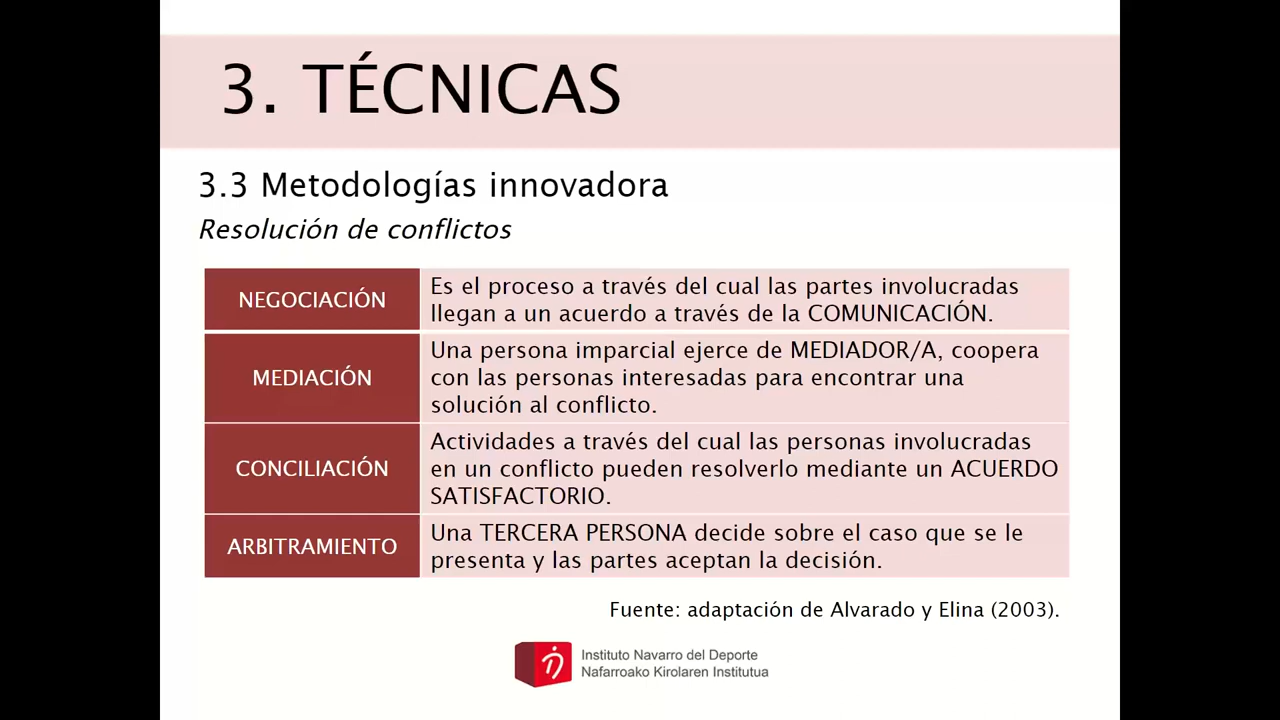 3. TÉCNICAS
3.3 Metodologías innovadora
Resolución de conflictos
NEGOCIACIÓN
Es el proceso a través del cual las partes involucradas
llegan a un acuerdo a través de la COMUNICACIÓN.
MEDIACIÓN
Una persona imparcial ejerce de MEDIADOR/A, coopera
con las personas interesadas para encontrar una
solución al conflicto.
CONCILIACIÓN
Actividades a través del cual las personas involucradas
en un conflicto pueden resolverlo mediante un ACUERDO
SATISFACTORIO.
ARBITRAMIENTO
Una TERCERA PERSONA decide sobre el caso que se le
presenta y las partes aceptan la decisión.
Fuente: adaptación de Alvarado y Elina (2003).
Instituto Navarro del Deporte
Nafarroako Kirolaren Institutua